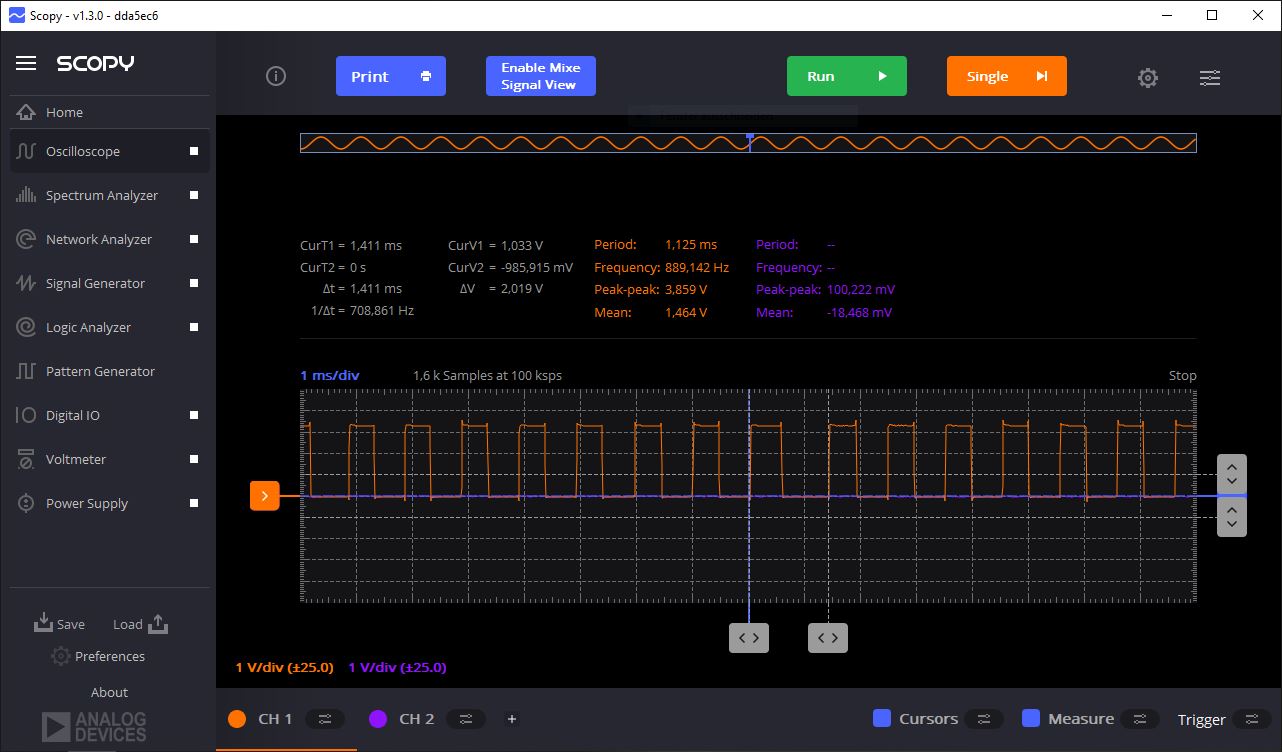 Scopy - v1.3.0 - dda5ec6
SCOPY
Print
Enable Mixe
Signal View
Run
Single
Home
Oscilloscope
Spectrum Analyzer
Network Analyzer
Signal Generator
Logic Analyzer
Pattern Generator
Digital IO
Voltmeter
Power Supply
Save
Load
Preferences
About
ANALOG
DEVICES
CurT1 = 1,411 ms
CurT2 = 0 s
Δt = 1,411 ms
1/Δt = 708,861 Hz
CurV1 = 1,033 V
CurV2 = -985,915 mV
ΔV = 2,019 V
Period: 1,125 ms
Frequency: 889,142 Hz
Peak-peak: 3,859 V
Mean: 1,464 V
Period: --
Frequency: --
Peak-peak: 100,222 mV
Mean: -18,468 mV
1 ms/div
1,6 k Samples at 100 ksps
Stop
1 V/div (±25.0)
1 V/div (±25.0)
CH 1
CH 2
+
Cursors
Measure
Trigger